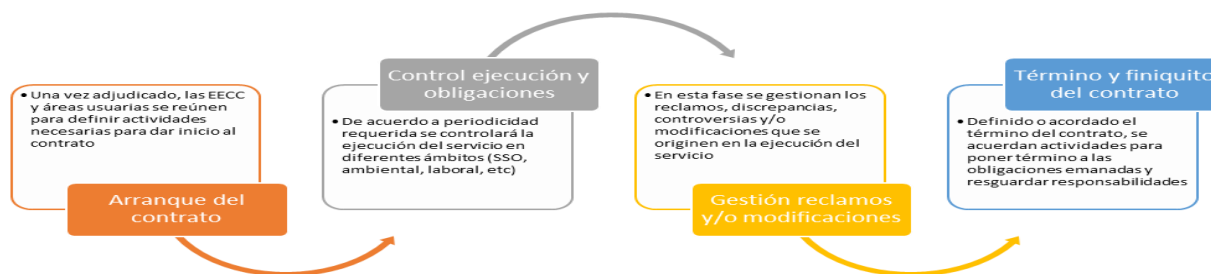 • Una vez adjudicado, las EECC
y áreas usuarias se reúnen
para definir actividades
necesarias para dar inicio al
contrato
Arranque del
contrato
Control ejecución y
obligaciones
• De acuerdo a periodicidad
requerida se controlará la
ejecución del servicio en
diferentes ámbitos (SSO,
ambiental, laboral, etc)
• En esta fase se gestionan los
reclamos, discrepancias,
controversias y/o
modificaciones que se
originen en la ejecución del
servicio
Gestión reclamos
y/o modificaciones
Término y finiquito
del contrato
• Definido o acordado el
término del contrato, se
acuerdan actividades para
poner término a las
obligaciones emanadas y
resguardar responsabilidades